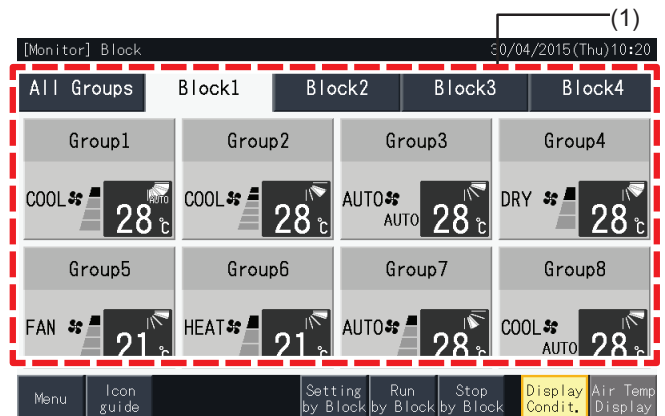 (1)
[Monitor] Block 30/04/2015(Thu)10:20
All Groups Block1 Block2 Block3 Block4
Group1 Group2 Group3 Group4
COOL AUTO 28℃ COOL 28℃ AUTO AUTO 28℃ DRY 28℃
Group5 Group6 Group7 Group8
FAN 21℃ HEAT 21℃ AUTO 28℃ COOL AUTO 28℃
Menu Icon guide Setting by Block Run by Block Stop by Block Display Condit. Air Temp Display